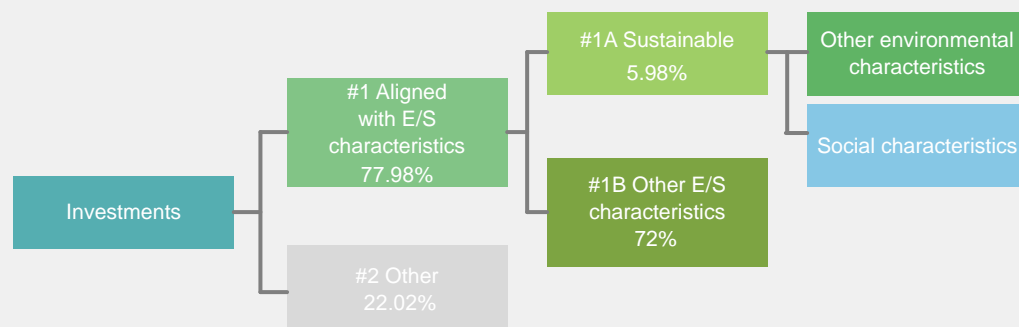 Investments
#1 Aligned
with E/S
characteristics
77.98%
#2 Other
22.02%
#1A Sustainable
5.98%
#1B Other E/S
characteristics
72%
Other environmental
characteristics
Social characteristics